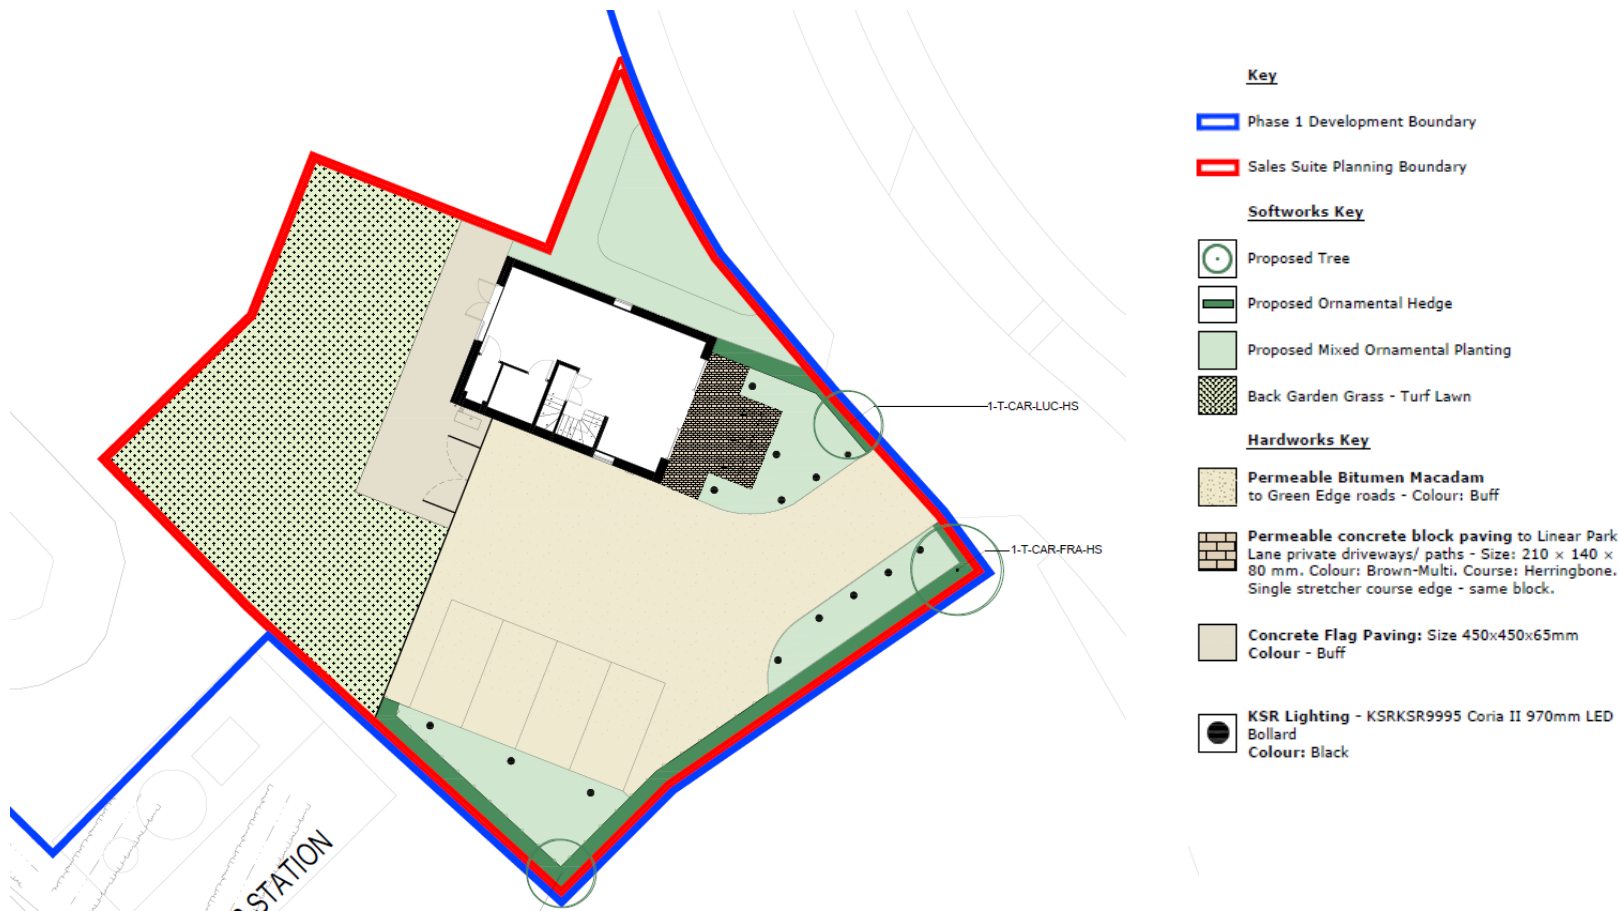 1-T-CAR-LUC-HS
1-T-CAR-FRA-HS
STATION
Key
Phase 1 Development Boundary
Sales Suite Planning Boundary
Softworks Key
Proposed Tree
Proposed Ornamental Hedge
Proposed Mixed Ornamental Planting
Back Garden Grass - Turf Lawn
Hardworks Key
Permeable Bitumen Macadam
to Green Edge roads - Colour: Buff
Permeable concrete block paving to Linear Park
Lane private driveways/ paths - Size: 210 × 140 ×
80 mm. Colour: Brown-Multi. Course: Herringbone.
Single stretcher course edge - same block.
Concrete Flag Paving: Size 450x450x65mm
Colour - Buff
KSR Lighting - KSRKSR9995 Coria II 970mm LED
Bollard
Colour: Black